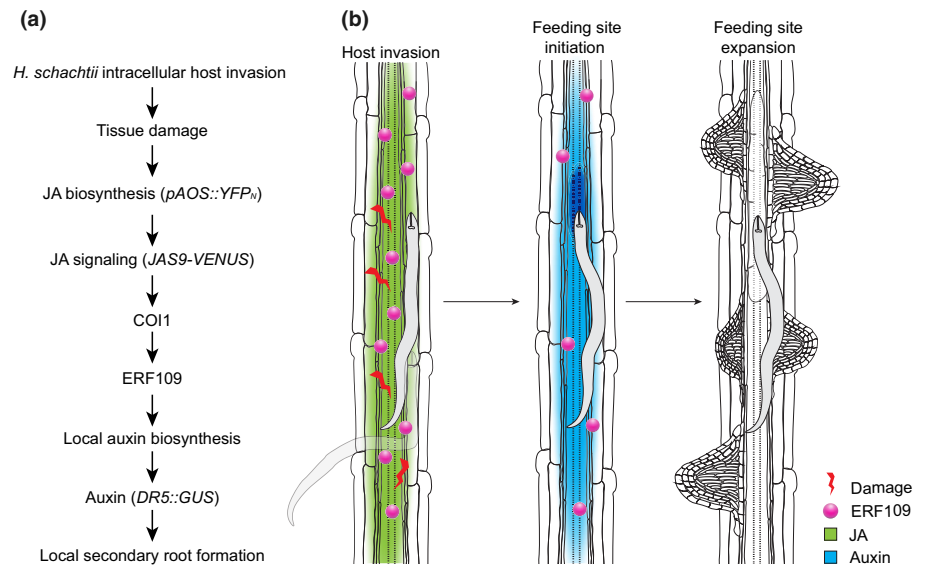 (a)
H. schachtii intracellular host invasion
Tissue damage
JA biosynthesis (pAOS::YFPN)
JA signaling (JAS9-VENUS)
COI1
ERF109
Local auxin biosynthesis
Auxin (DR5::GUS)
Local secondary root formation
(b)
Host invasion
Feeding site
initiation
Feeding site
expansion
Damage
ERF109
JA
Auxin